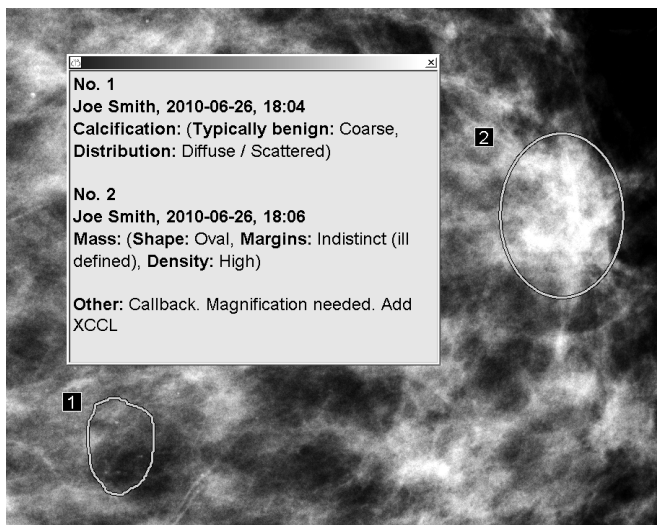 No. 1
Joe Smith, 2010-06-26, 18:04
Calcification: (Typically benign: Coarse,
Distribution: Diffuse / Scattered)
No. 2
Joe Smith, 2010-06-26, 18:06
Mass: (Shape: Oval, Margins: Indistinct (ill
defined), Density: High)
Other: Callback. Magnification needed. Add
XCCL
2
1